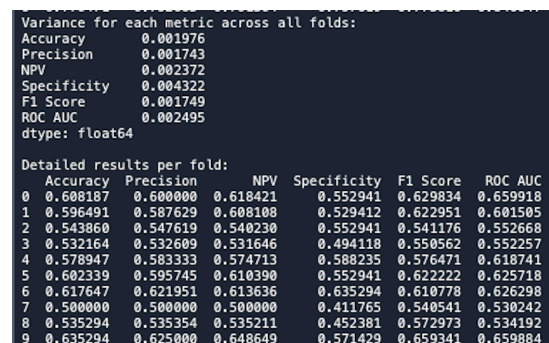 Variance for each metric across all folds:
Accuracy 0.001976
Precision 0.001743
NPV 0.002372
Specificity 0.004322
F1 Score 0.001749
ROC AUC 0.002495
dtype: float64
Detailed results per fold:
Accuracy Precision NPV Specificity F1 Score ROC AUC
0 0.608187 0.600000 0.618421 0.552941 0.629834 0.659918
1 0.596491 0.587629 0.608108 0.529412 0.622951 0.601505
2 0.543860 0.547619 0.540230 0.552941 0.541176 0.552668
3 0.532164 0.532609 0.531646 0.494118 0.550562 0.552257
4 0.578947 0.583333 0.574713 0.588235 0.576471 0.618741
5 0.602339 0.595745 0.610390 0.552941 0.622222 0.625718
6 0.617647 0.621951 0.613636 0.635294 0.610778 0.626298
7 0.500000 0.500000 0.500000 0.411765 0.540541 0.530242
8 0.535294 0.535354 0.535211 0.452381 0.572973 0.534192
9 0.635294 0.625000 0.648649 0.571429 0.659341 0.659884